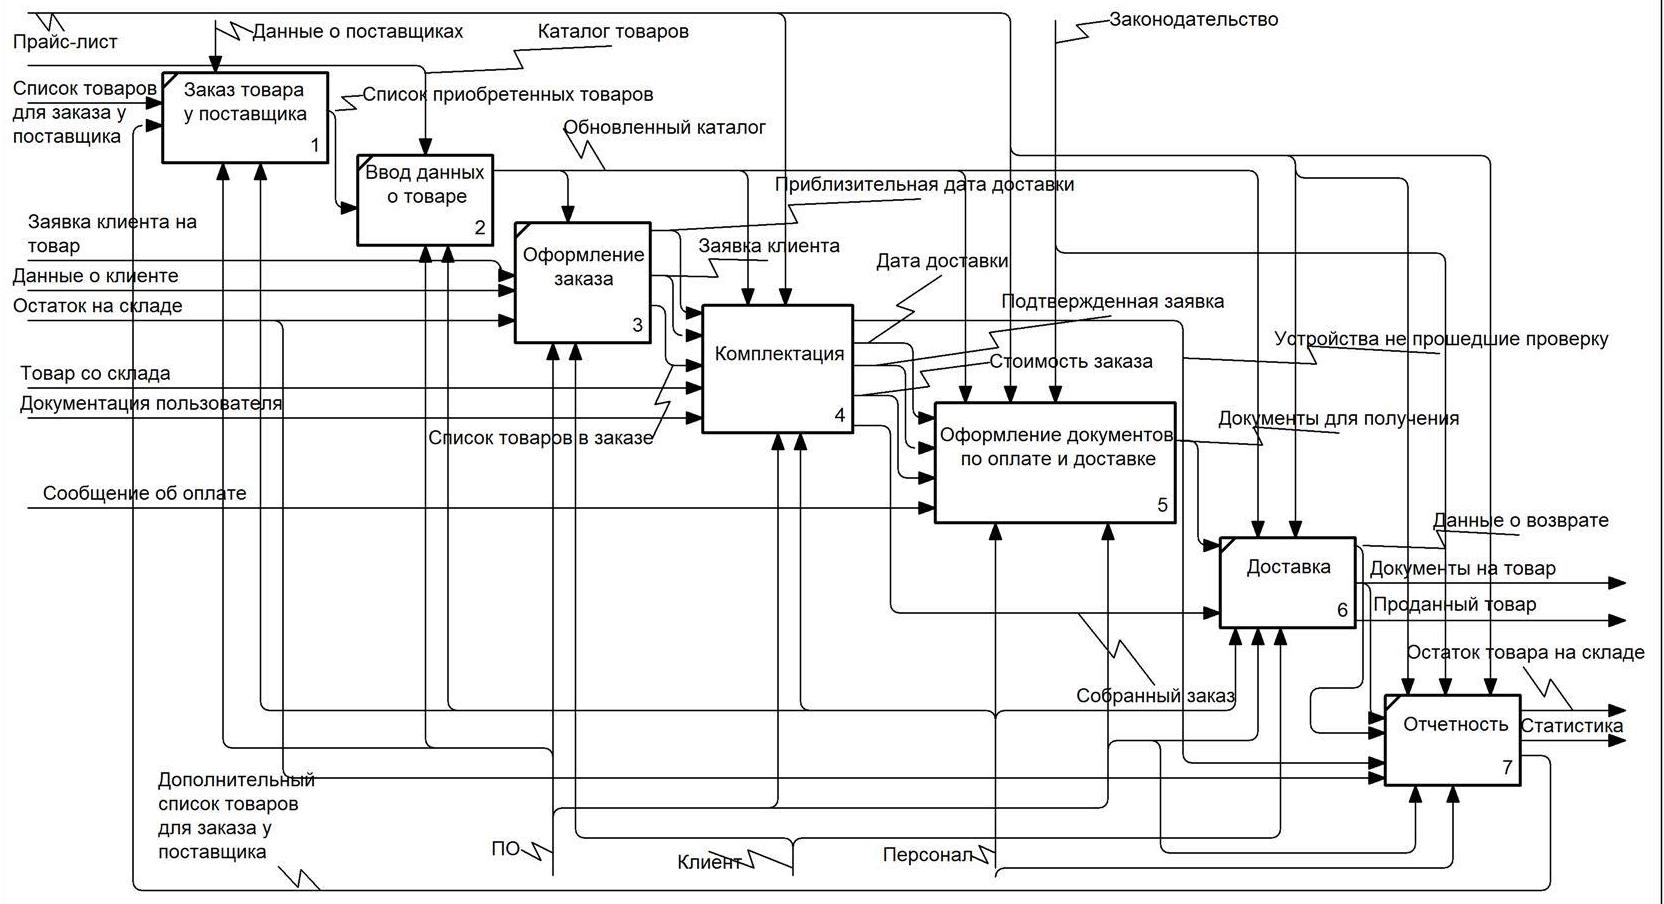 Прайс-лист
Данные о поставщиках
Каталог товаров
Законодательство
Список товаров
для заказа у
поставщика
Заказ товара
у поставщика
1
Список приобретенных товаров
Обновленный каталог
Ввод данных
о товаре
2
Приблизительная дата доставки
Заявка клиента на
товар
Данные о клиенте
Остаток на складе
Оформление
заказа
3
Заявка клиента
Дата доставки
Подтвержденная заявка
Устройства не прошедшие проверку
Стоимость заказа
Комплектация
4
Товар со склада
Документация пользователя
Список товаров в заказе
Документы для получения
Оформление документов
по оплате и доставке
5
Сообщение об оплате
Данные о возврате
Доставка
6
Документы на товар
Проданный товар
Остаток товара на складе
Собранный заказ
Отчетность
7
Статистика
Дополнительный
список товаров
для заказа у
поставщика
ПО
Клиент
Персонал